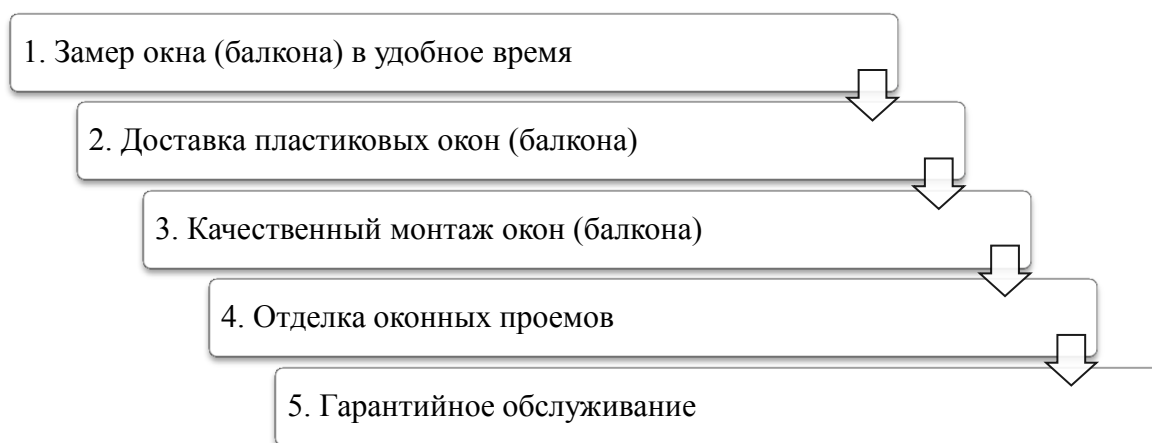 1. Замер окна (балкона) в удобное время
2. Доставка пластиковых окон (балкона)
3. Качественный монтаж окон (балкона)
4. Отделка оконных проемов
5. Гарантийное обслуживание